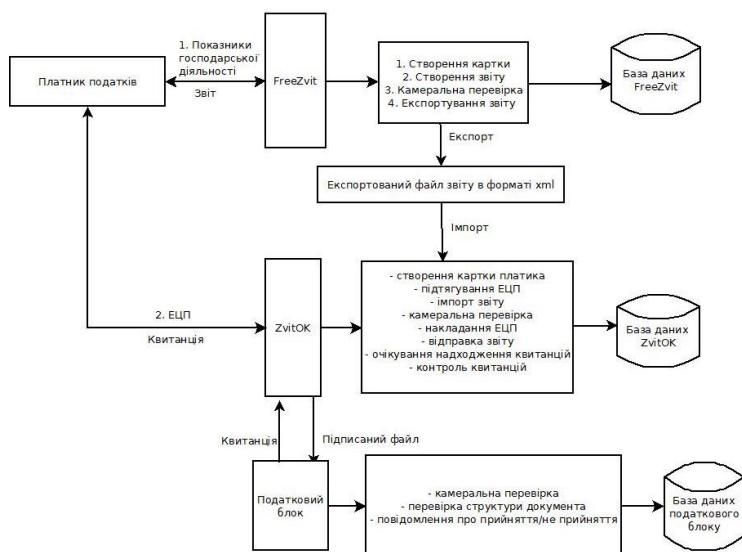 1. Показники
господарської
діяльності
Платник податків
Звіт
FreeZvit
1. Створення картки
2. Створення звіту
3. Камеральна перевірка
4. Експортування звіту
База даних
FreeZvit
Експорт
Експортований файл звіту в форматі xml
Імпорт
2. ЕЦП
Квитанція
ZvitOK
- створення картки платика
- підтягування ЕЦП
- імпорт звіту
- камеральна перевірка
- накладання ЕЦП
- відправка звіту
- очікування надходження квитанцій
- контроль квитанцій
База даних
ZvitOK
Квитанція
Підписаний файл
Податковий
блок
- камеральна перевірка
- перевірка структури документа
- повідомлення про прийняття/не прийняття
База даних
податкового
блоку